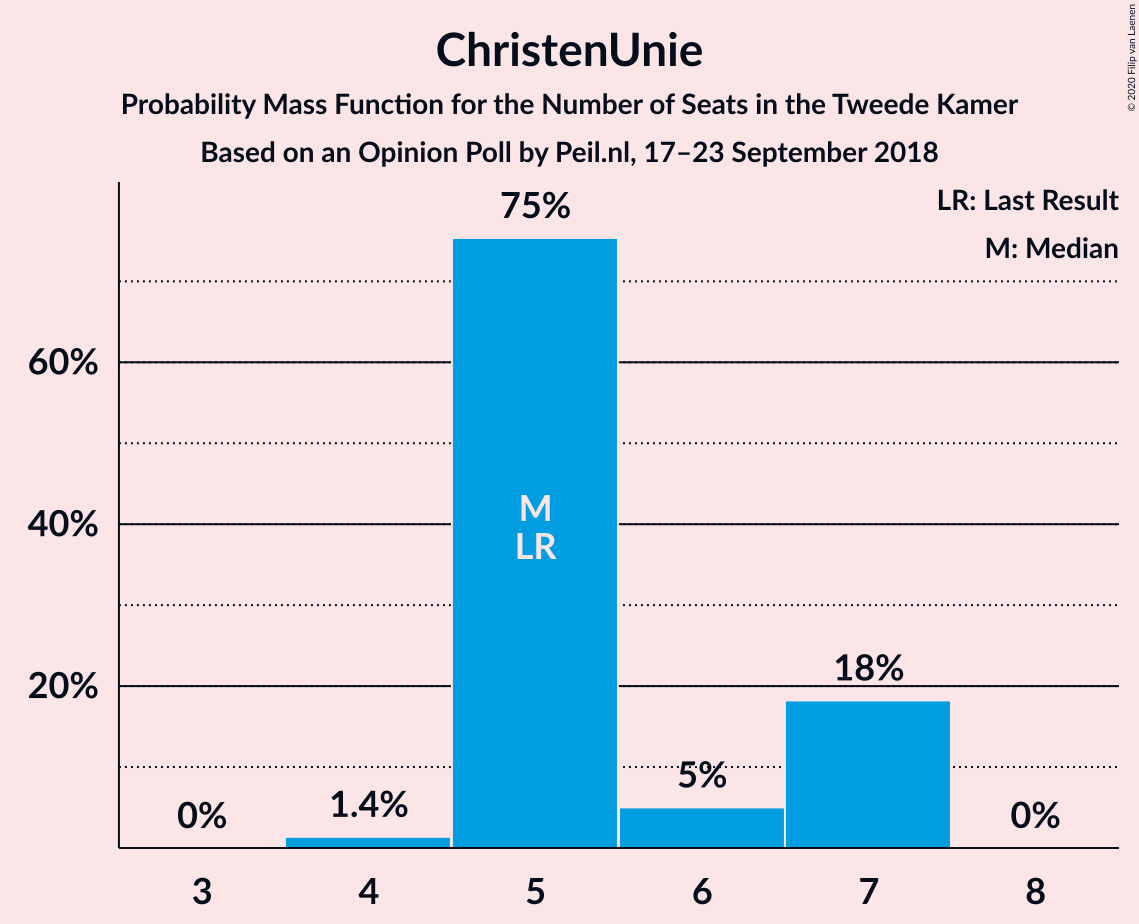 ChristenUnie
Probability Mass Function for the Number of Seats in the Tweede Kamer
Based on an Opinion Poll by Peil.nl, 17–23 September 2018
© 2020 Filip van Laenen
LR: Last Result
M: Median
75%
60%
40%
20%
M
LR
0%
1.4%
5%
18%
0%
3 4 5 6 7 8